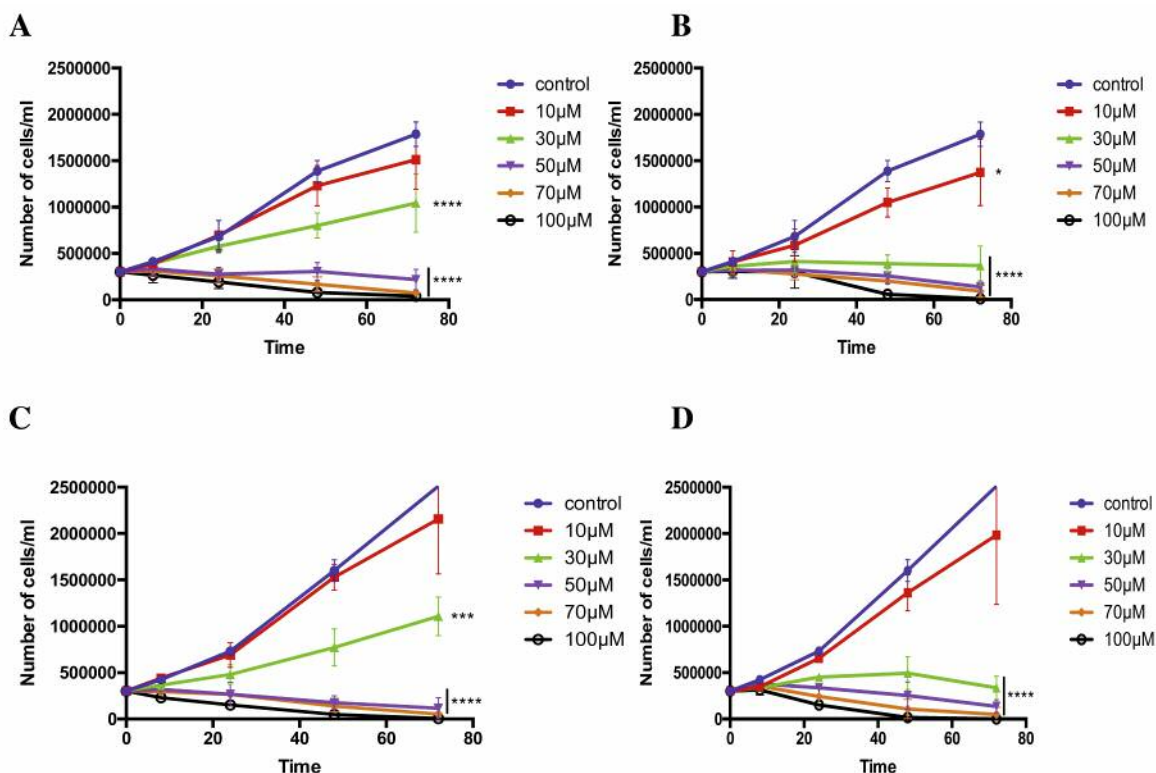 A
Number of cells/ml
2500000
2000000
1500000
1000000
500000
0
0 20 40 60 80
Time
control
10µM
30µM
50µM
70µM
100µM
****
****
B
Number of cells/ml
2500000
2000000
1500000
1000000
500000
0
0 20 40 60 80
Time
control
10µM
30µM
50µM
70µM
100µM
*
****
C
Number of cells/ml
2500000
2000000
1500000
1000000
500000
0
0 20 40 60 80
Time
control
10µM
30µM
50µM
70µM
100µM
***
****
D
Number of cells/ml
2500000
2000000
1500000
1000000
500000
0
0 20 40 60 80
Time
control
10µM
30µM
50µM
70µM
100µM
****